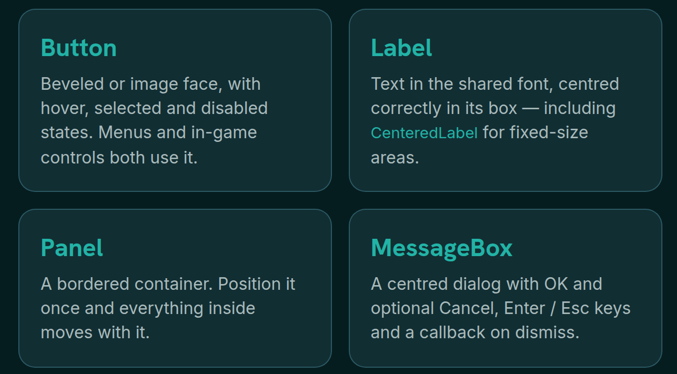 Button
Beveled or image face, with
hover, selected and disabled
states. Menus and in-game
controls both use it.
Label
Text in the shared font, centred
correctly in its box — including
CenteredLabel for fixed-size
areas.
Panel
A bordered container. Position it
once and everything inside
moves with it.
MessageBox
A centred dialog with OK and
optional Cancel, Enter / Esc keys
and a callback on dismiss.